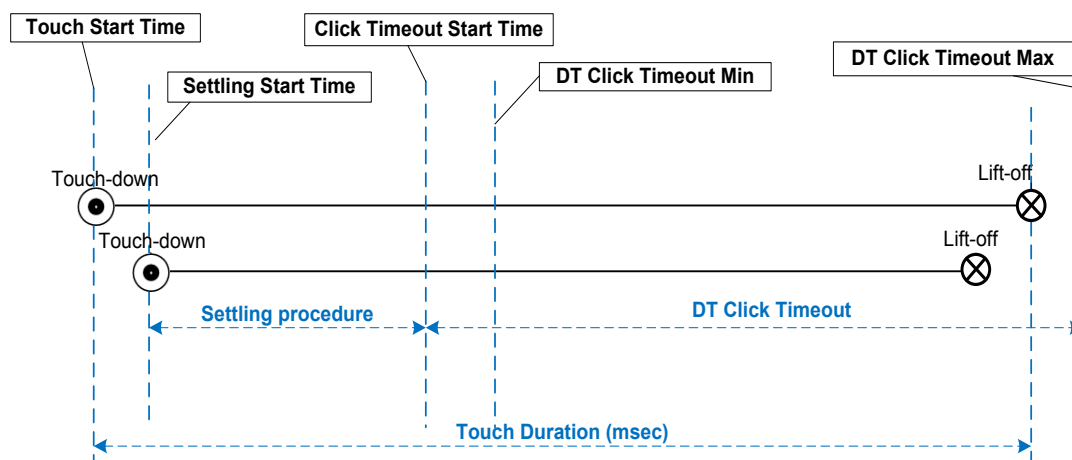 Touch Start Time
Click Timeout Start Time
DT Click Timeout Max
DT Click Timeout Min
Settling Start Time
Touch-down
Lift-off
Touch-down
Lift-off
Settling procedure
DT Click Timeout
Touch Duration (msec)